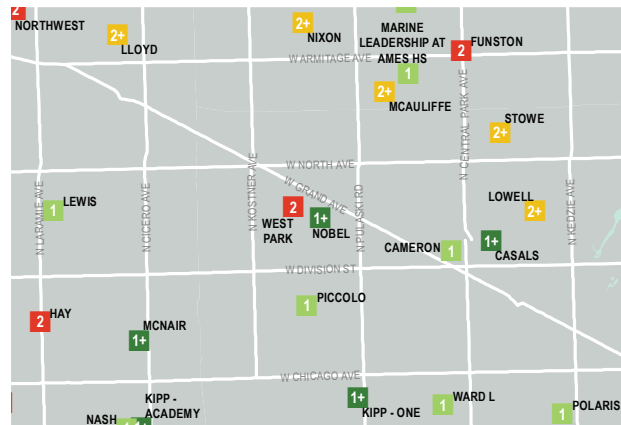 2
NORTHWEST
2+
LLOYD
2+
NIXON
MARINE
LEADERSHIP AT
AMES HS
1
2
FUNSTON
W ARMITAGE AVE
2+
MCAULIFFE
N CENTRAL PARK AVE
STOWE
2+
W NORTH AVE
N LARAMIE AVE
1
LEWIS
N CICERO AVE
N KOSTNER AVE
W GRAND AVE
2
WEST
PARK
1+
NOBEL
N PULASKI RD
LOWELL
2+
N KEDZIE AVE
CAMERON
1
1+
CASALS
W DIVISION ST
1
PICCOLO
2
HAY
MCNAIR
1+
W CHICAGO AVE
KIPP -
ACADEMY
NASH
1
1+
1+
KIPP - ONE
1
WARD L
1
POLARIS